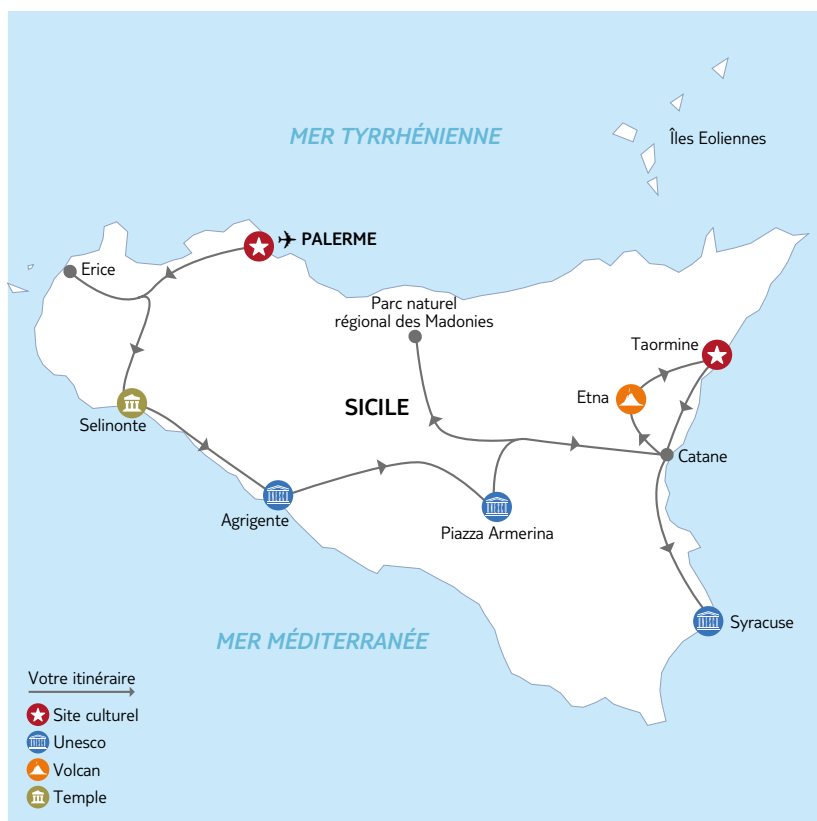 MER TYRRHÉNIENNE
Îles Eoliennes
PALERME
Erice
Parc naturel
régional des Madonies
Taormine
Etna
SICILE
Selinonte
Catane
Agrigente
Piazza Armerina
Syracuse
MER MÉDITERRANÉE
Votre itinéraire
Site culturel
Unesco
Volcan
Temple